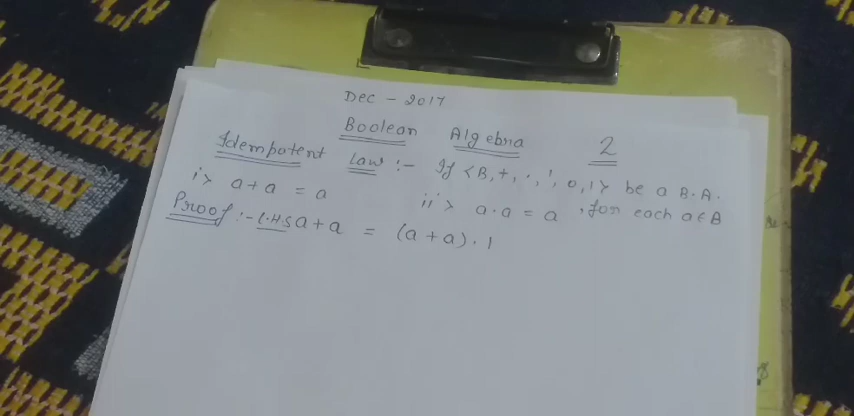 Dec - 2017
Boolean Algebra 2
Idempotent Law :- If <B, +, ·, ', 0, 1> be a B.A.
i> a+a = a ii> a·a = a , for each a∈B
Proof :- L.H.S a+a = (a+a)·1